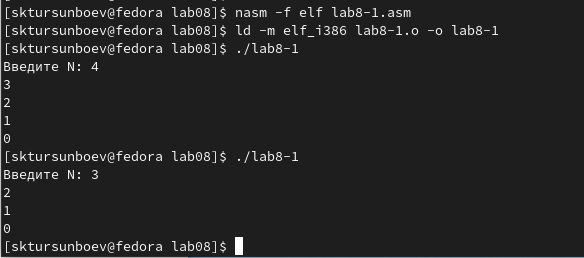 [sktursunboev@fedora lab08]$ nasm -f elf lab8-1.asm
[sktursunboev@fedora lab08]$ ld -m elf_i386 lab8-1.o -o lab8-1
[sktursunboev@fedora lab08]$ ./lab8-1
Введите N: 4
3
2
1
0
[sktursunboev@fedora lab08]$ ./lab8-1
Введите N: 3
2
1
0
[sktursunboev@fedora lab08]$